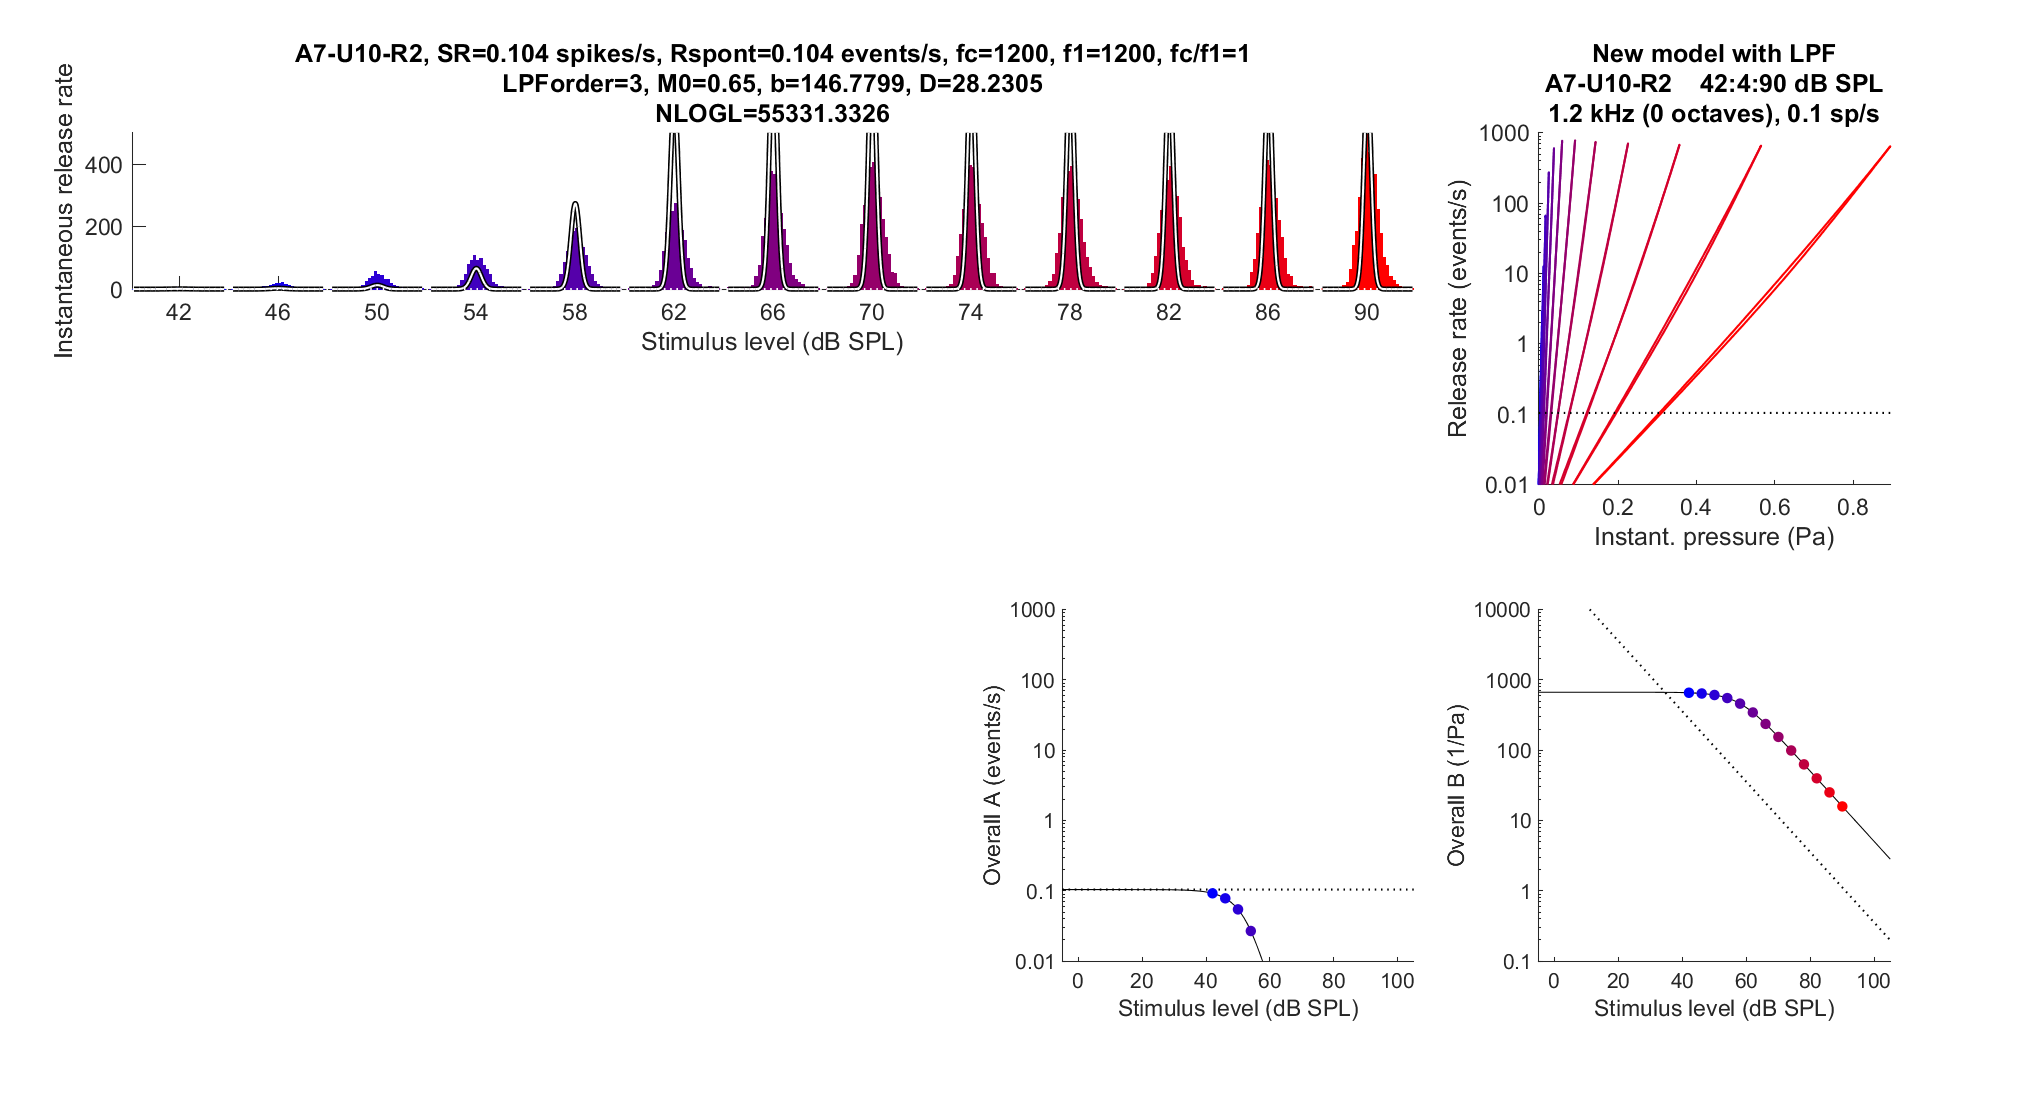 A7-U10-R2, SR=0.104 spikes/s, Rspont=0.104 events/s, fc=1200, f1=1200, fc/f1=1
LPForder=3, M0=0.65, b=146.7799, D=28.2305
NLOGL=55331.3326
Instantaneous release rate
400
200
0
42 46 50 54 58 62 66 70 74 78 82 86 90
Stimulus level (dB SPL)
New model with LPF
A7-U10-R2 42:4:90 dB SPL
1.2 kHz (0 octaves), 0.1 sp/s
Release rate (events/s)
1000
100
10
1
0.1
0.01
0 0.2 0.4 0.6 0.8
Instant. pressure (Pa)
Overall A (events/s)
1000
100
10
1
0.1
0.01
0 20 40 60 80 100
Stimulus level (dB SPL)
Overall B (1/Pa)
10000
1000
100
10
1
0.1
0 20 40 60 80 100
Stimulus level (dB SPL)